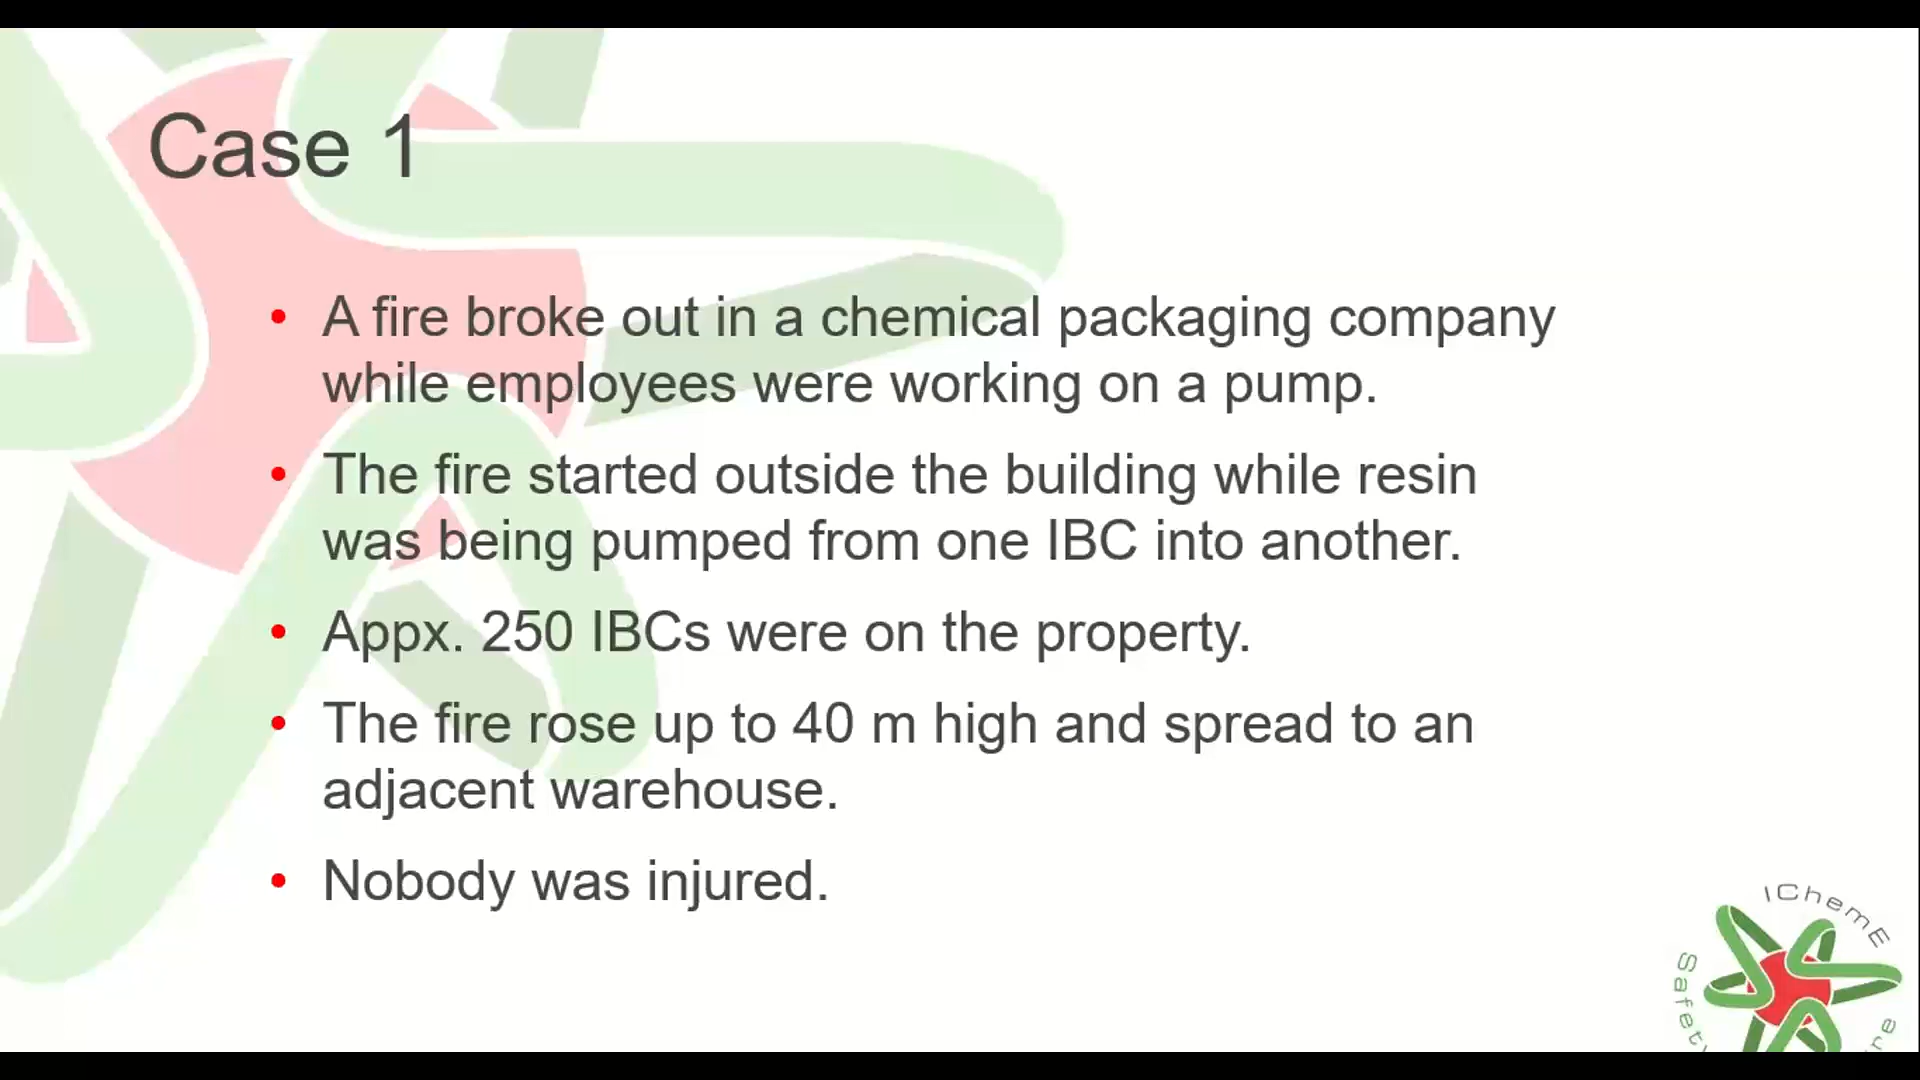 Case 1
• A fire broke out in a chemical packaging company
while employees were working on a pump.
• The fire started outside the building while resin
was being pumped from one IBC into another.
• Appx. 250 IBCs were on the property.
• The fire rose up to 40 m high and spread to an
adjacent warehouse.
• Nobody was injured.
IChemE